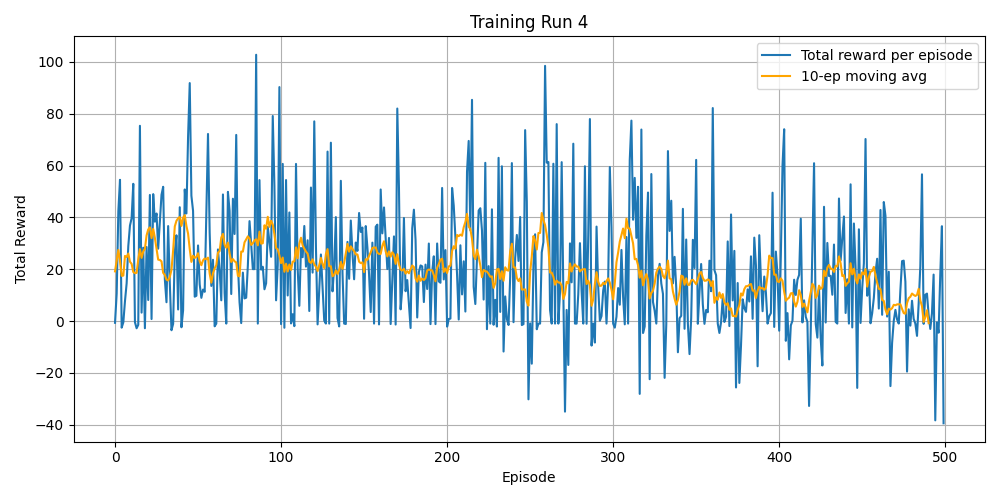 Training Run 4
Total reward per episode
10-ep moving avg
Total Reward
100
80
60
40
20
0
−20
−40
0
100
200
300
400
500
Episode